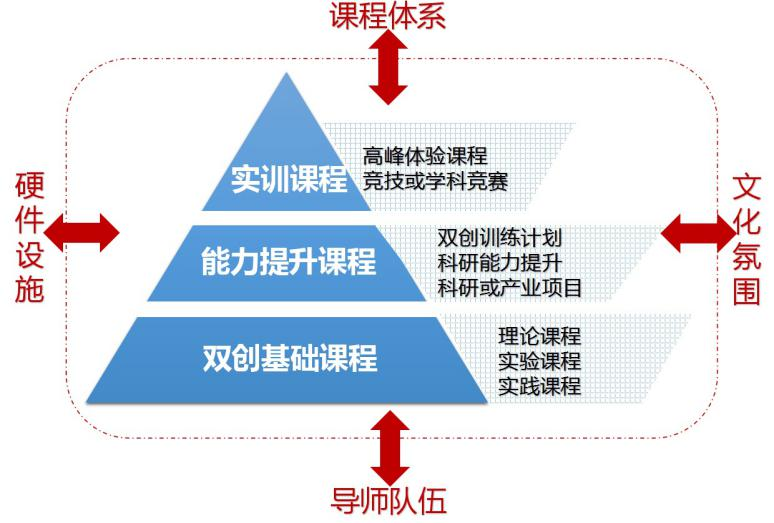 课程体系
实训课程
高峰体验课程
竞技或学科竞赛
硬件设施
文化氛围
能力提升课程
双创训练计划
科研能力提升
科研或产业项目
双创基础课程
理论课程
实验课程
实践课程
导师队伍